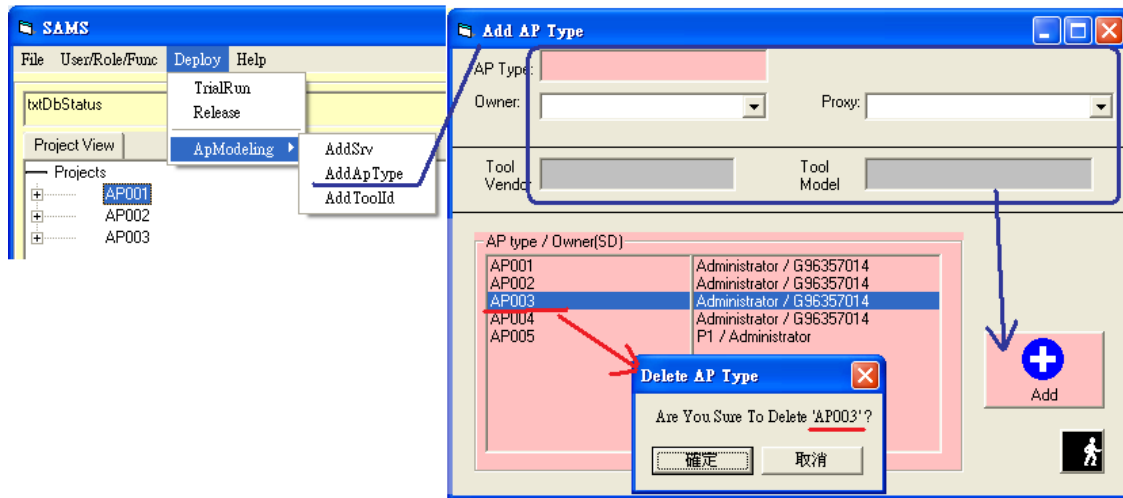 SAMS
File User/Role/Func Deploy Help
TrialRun
Release
ApModeling
AddSrv
AddApType
AddToolId
txtDbStatus
Project View
Projects
AP001
AP002
AP003
Add AP Type
AP Type:
Owner: Proxy:
Tool Vendor
Tool Model
AP type / Owner(SD)
AP001 Administrator / G96357014
AP002 Administrator / G96357014
AP003 Administrator / G96357014
AP004 Administrator / G96357014
AP005 P1 / Administrator
Delete AP Type
Are You Sure To Delete 'AP003'?
確定 取消
Add